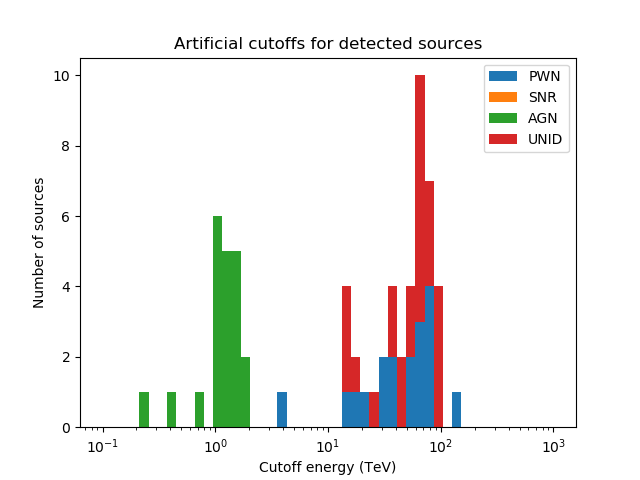 Artificial cutoffs for detected sources
10
8
6
4
2
0
Number of sources
PWN
SNR
AGN
UNID
10⁻¹ 10⁰ 10¹ 10² 10³
Cutoff energy (TeV)